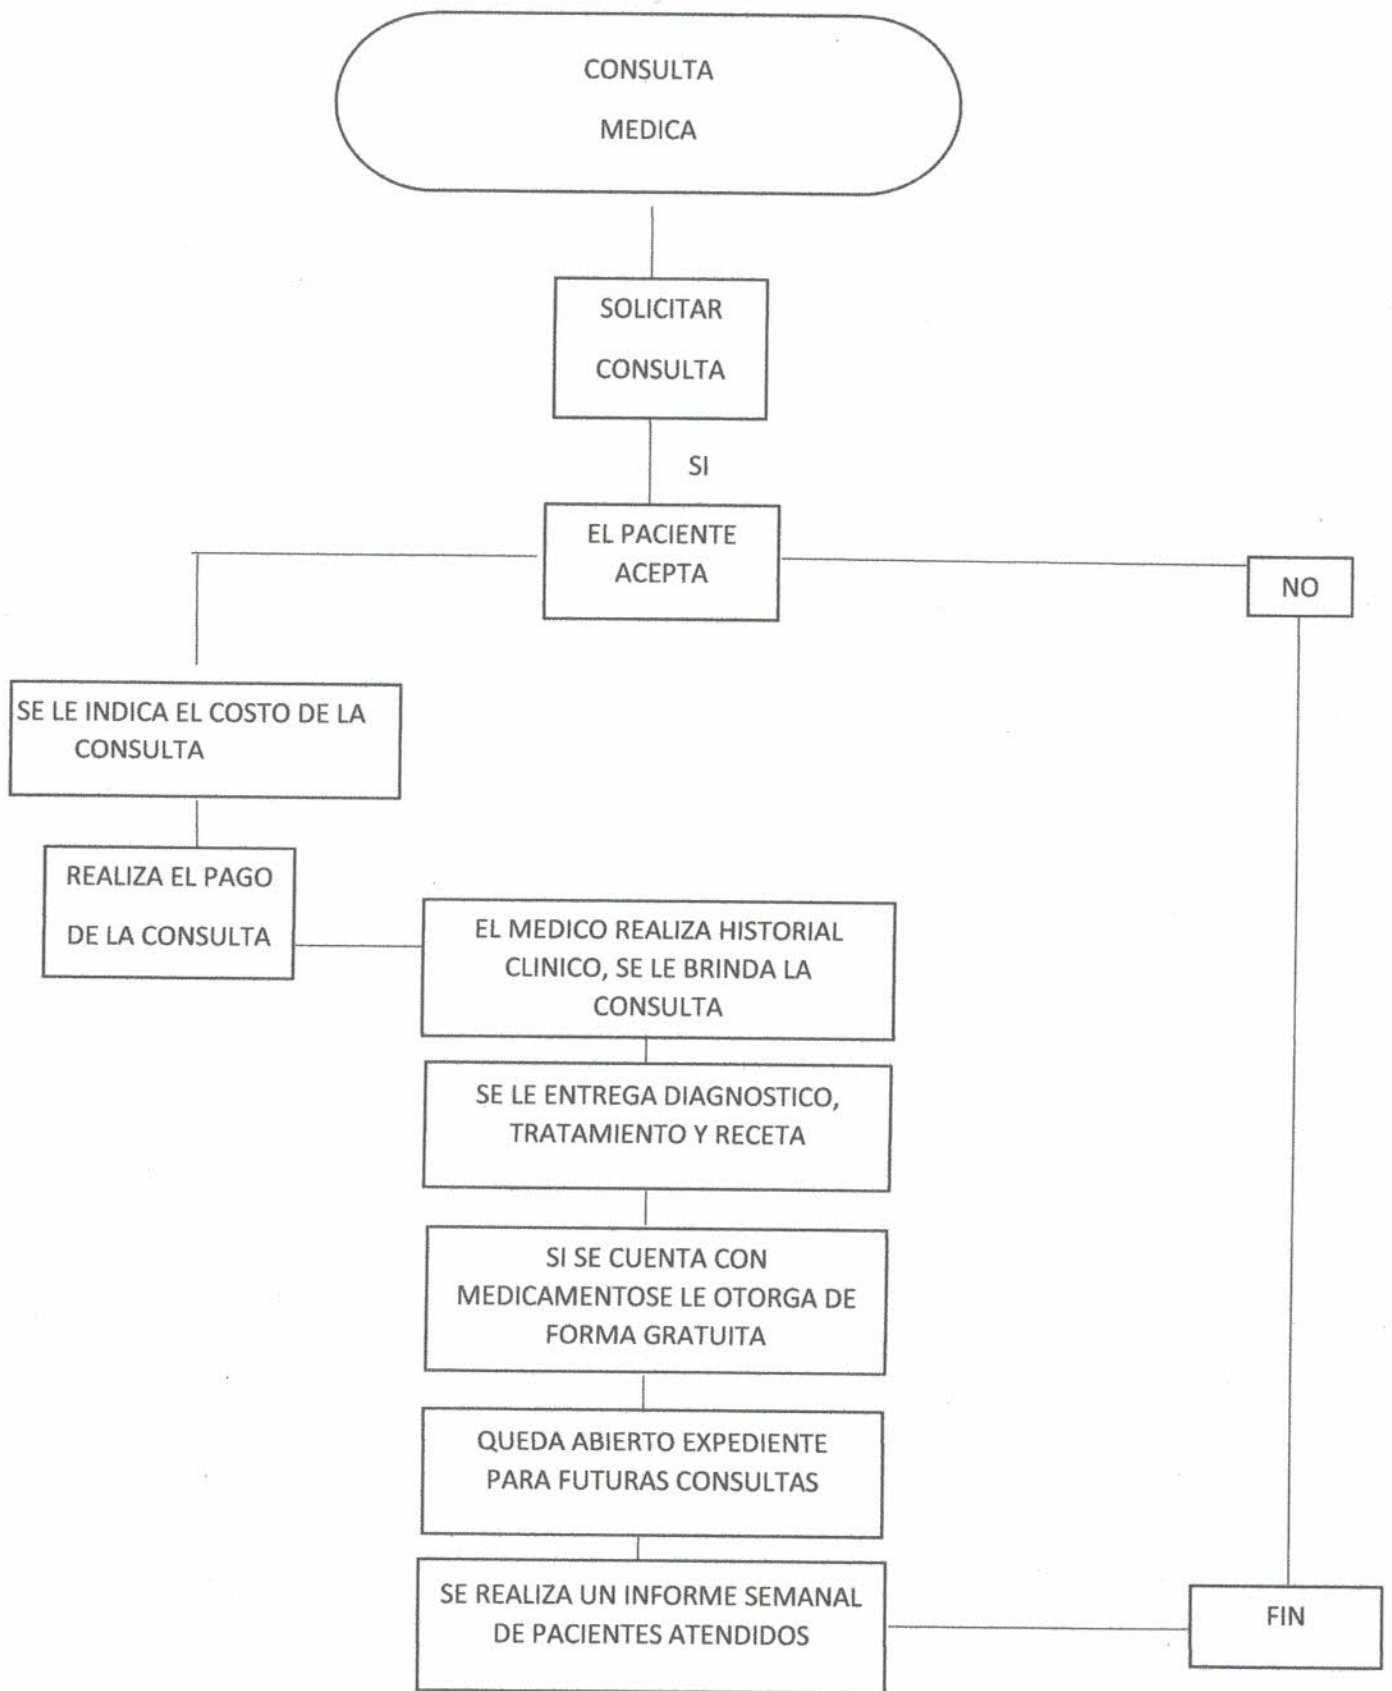 CONSULTA
MEDICA
SOLICITAR
CONSULTA
SI
EL PACIENTE
ACEPTA
NO
SE LE INDICA EL COSTO DE LA
CONSULTA
REALIZA EL PAGO
DE LA CONSULTA
EL MEDICO REALIZA HISTORIAL
CLINICO, SE LE BRINDA LA
CONSULTA
SE LE ENTREGA DIAGNOSTICO,
TRATAMIENTO Y RECETA
SI SE CUENTA CON
MEDICAMENTOSE LE OTORGA DE
FORMA GRATUITA
QUEDA ABIERTO EXPEDIENTE
PARA FUTURAS CONSULTAS
SE REALIZA UN INFORME SEMANAL
DE PACIENTES ATENDIDOS
FIN